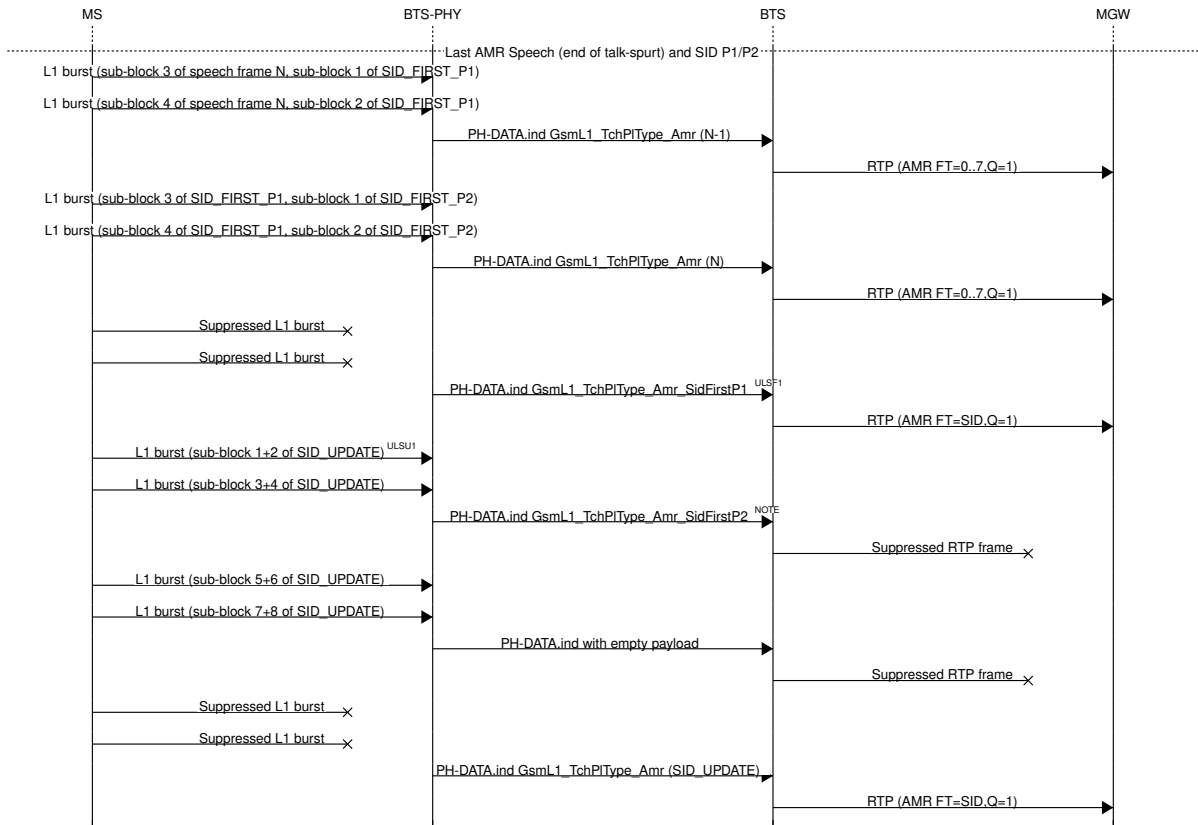 MS BTS-PHY BTS MGW
Last AMR Speech (end of talk-spurt) and SID P1/P2
L1 burst (sub-block 3 of speech frame N, sub-block 1 of SID_FIRST_P1)
L1 burst (sub-block 4 of speech frame N, sub-block 2 of SID_FIRST_P1)
PH-DATA.ind GsmL1_TchPlType_Amr (N-1)
RTP (AMR FT=0..7,Q=1)
L1 burst (sub-block 3 of SID_FIRST_P1, sub-block 1 of SID_FIRST_P2)
L1 burst (sub-block 4 of SID_FIRST_P1, sub-block 2 of SID_FIRST_P2)
PH-DATA.ind GsmL1_TchPlType_Amr (N)
RTP (AMR FT=0..7,Q=1)
Suppressed L1 burst
Suppressed L1 burst
PH-DATA.ind GsmL1_TchPlType_Amr_SidFirstP1 ULSF1
RTP (AMR FT=SID,Q=1)
L1 burst (sub-block 1+2 of SID_UPDATE) ULSU1
L1 burst (sub-block 3+4 of SID_UPDATE)
PH-DATA.ind GsmL1_TchPlType_Amr_SidFirstP2 NOTE
Suppressed RTP frame
L1 burst (sub-block 5+6 of SID_UPDATE)
L1 burst (sub-block 7+8 of SID_UPDATE)
PH-DATA.ind with empty payload
Suppressed RTP frame
Suppressed L1 burst
Suppressed L1 burst
PH-DATA.ind GsmL1_TchPlType_Amr (SID_UPDATE)
RTP (AMR FT=SID,Q=1)